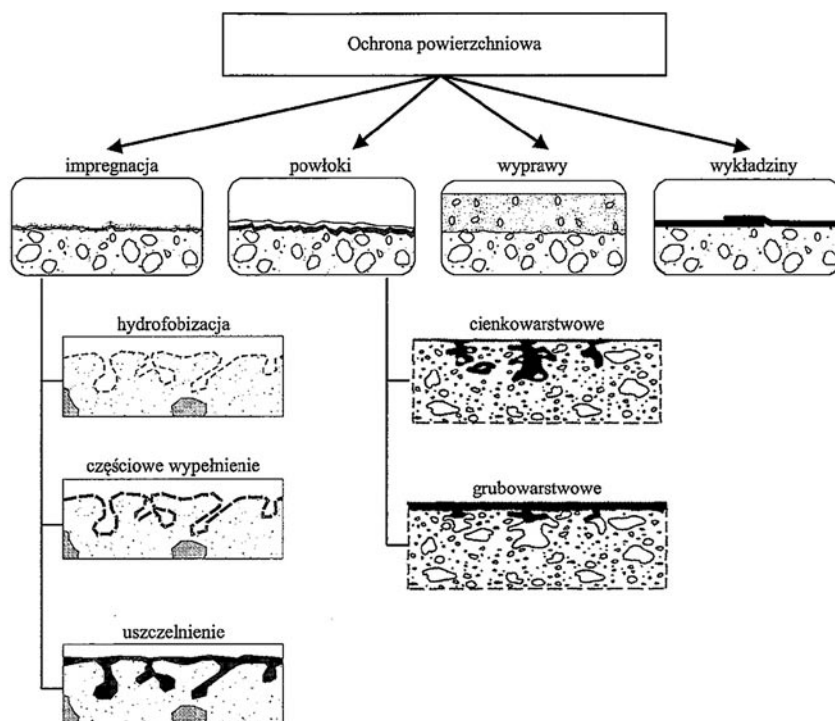 Ochrona powierzchniowa
impregnacja
powłoki
wyprawy
wykładziny
hydrofobizacja
częściowe wypełnienie
uszczelnienie
cienkowarstwowe
grubowarstwowe